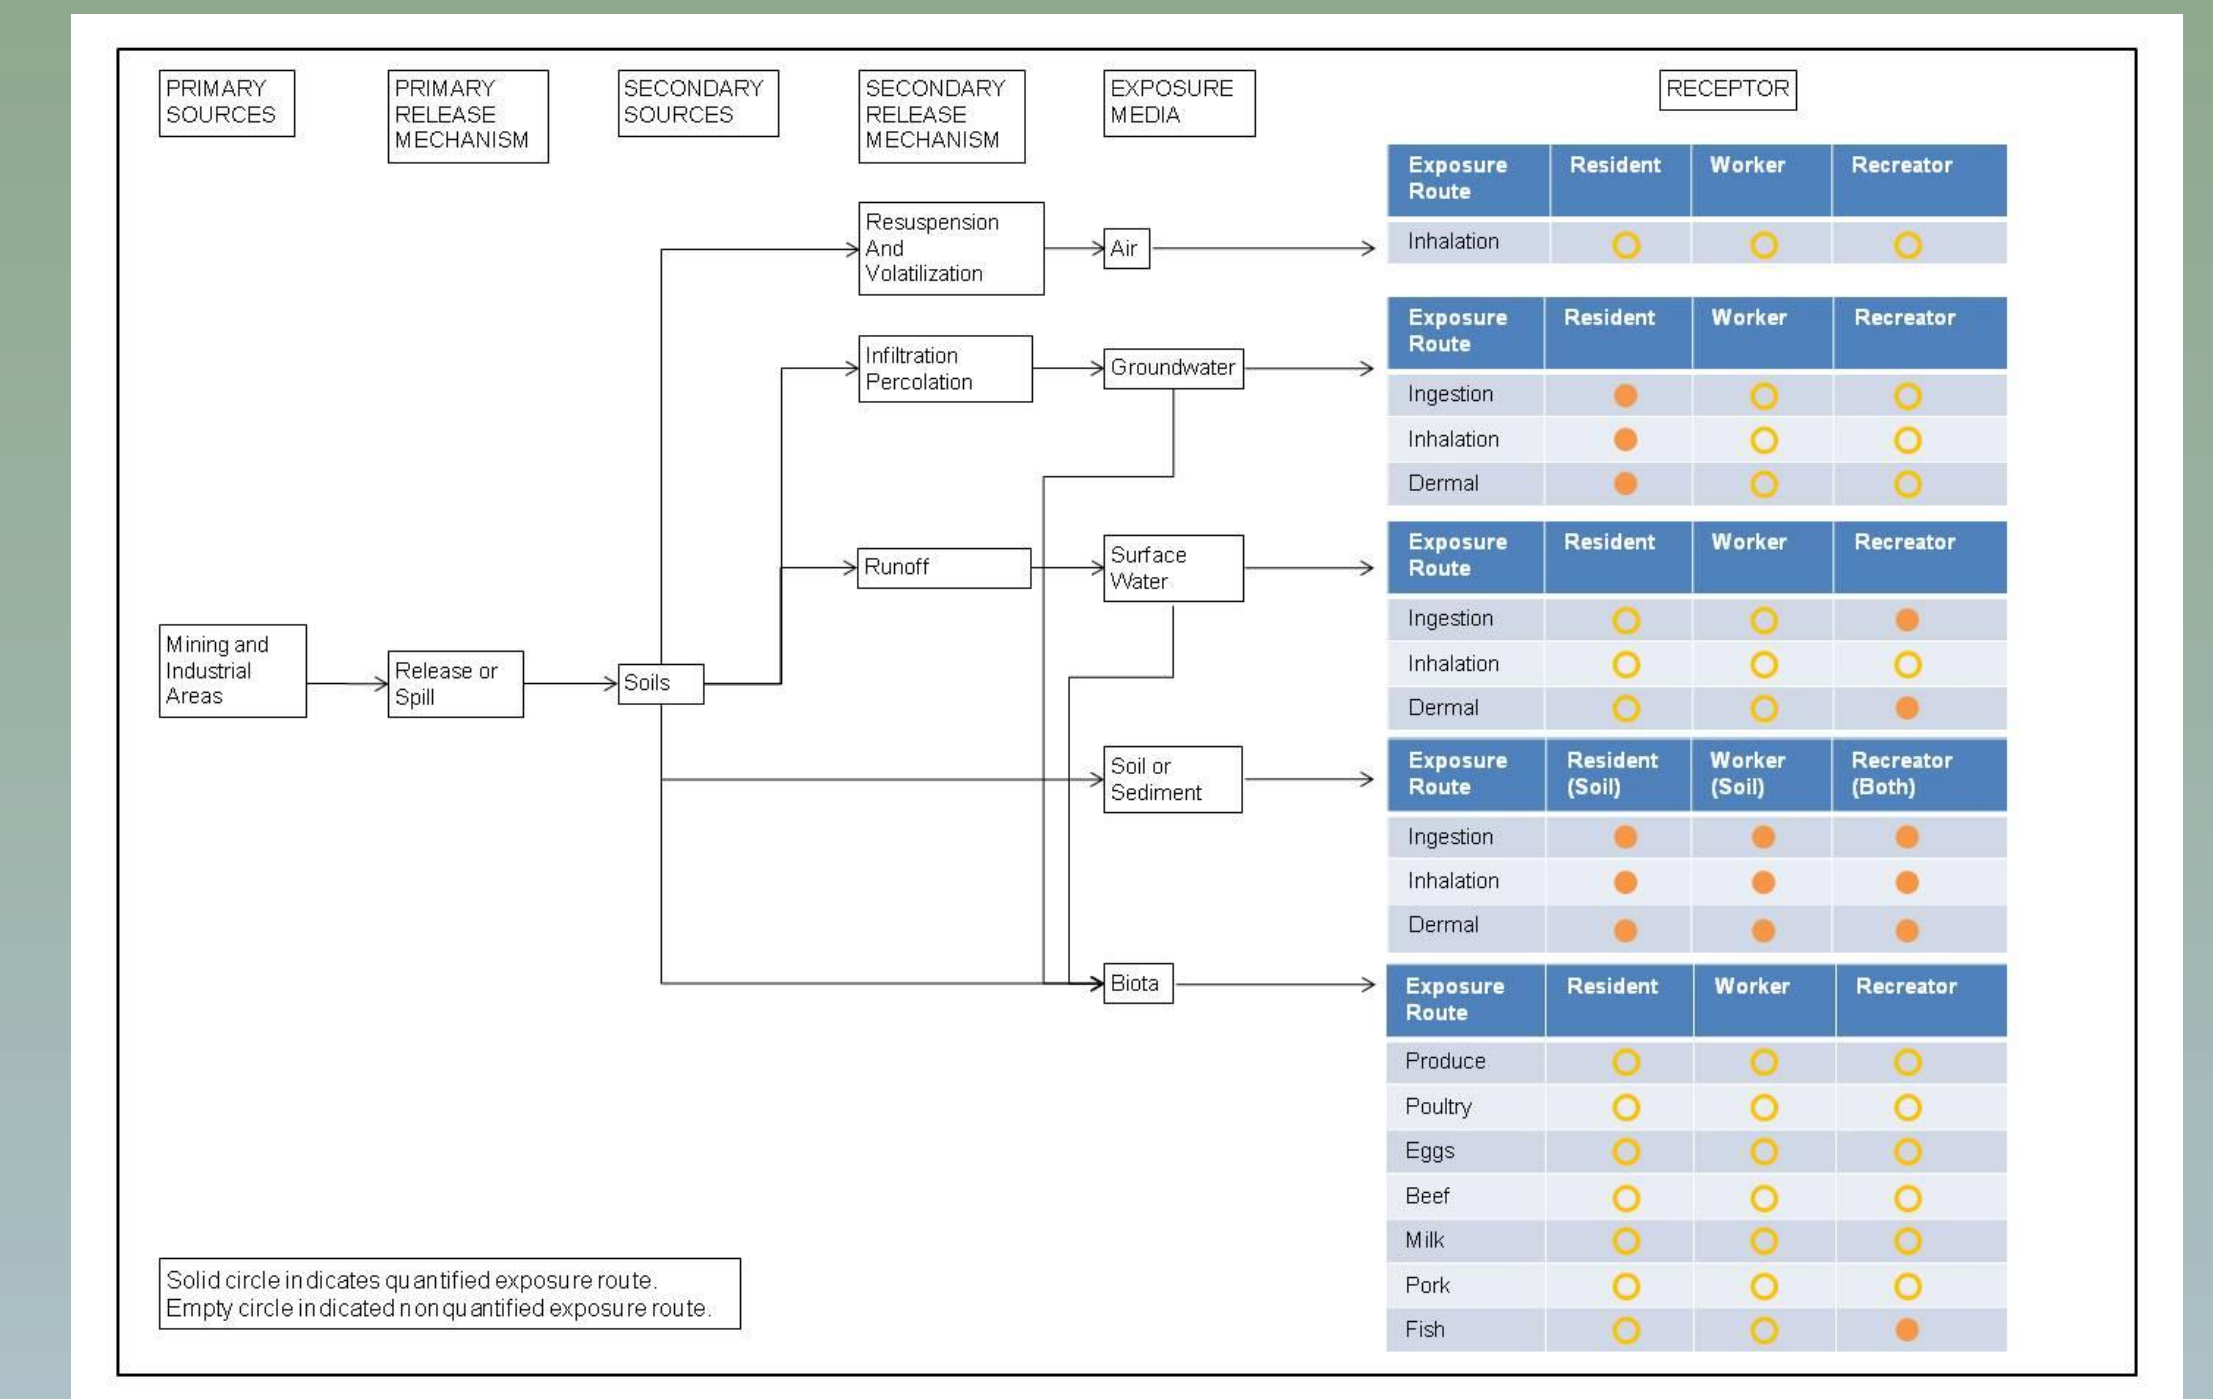 PRIMARY
SOURCES
PRIMARY
RELEASE
MECHANISM
SECONDARY
SOURCES
SECONDARY
RELEASE
MECHANISM
EXPOSURE
MEDIA
RECEPTOR
Resuspension
And
Volatilization
Air
Exposure
Route
Resident
Worker
Recreator
Inhalation
Infiltration
Percolation
Groundwater
Exposure
Route
Resident
Worker
Recreator
Ingestion
Inhalation
Dermal
Runoff
Surface
Water
Exposure
Route
Resident
Worker
Recreator
Ingestion
Inhalation
Dermal
Mining and
Industrial
Areas
Release or
Spill
Soils
Soil or
Sediment
Exposure
Route
Resident
(Soil)
Worker
(Soil)
Recreator
(Both)
Ingestion
Inhalation
Dermal
Biota
Exposure
Route
Resident
Worker
Recreator
Produce
Poultry
Eggs
Beef
Milk
Pork
Fish
Solid circle indicates quantified exposure route.
Empty circle indicated nonquantified exposure route.